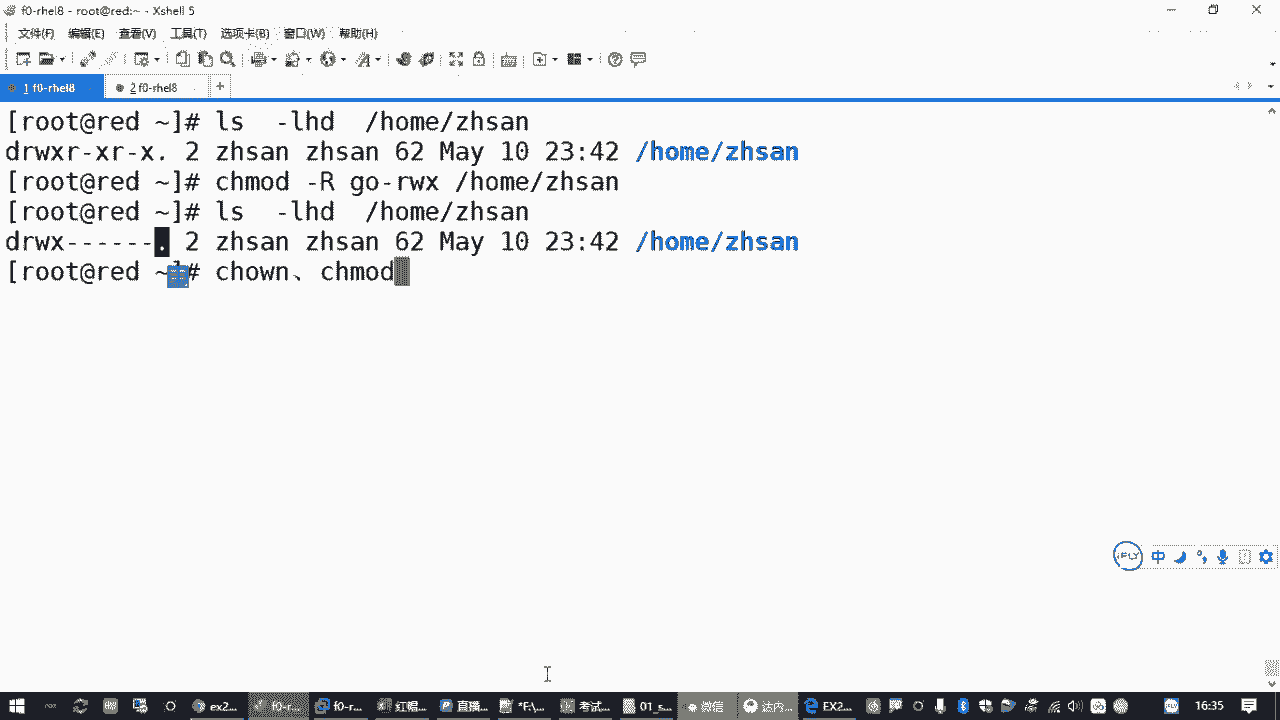 f0-rhel8 - root@red:~ - Xshell 5
文件(F) 编辑(E) 查看(V) 工具(T) 选项卡(B) 窗口(W) 帮助(H)
1 f0-rhel8 2 f0-rhel8 +
[root@red ~]# ls  -lhd  /home/zhsan
drwxr-xr-x. 2 zhsan zhsan 62 May 10 23:42 /home/zhsan
[root@red ~]# chmod -R go-rwx /home/zhsan
[root@red ~]# ls  -lhd  /home/zhsan
drwx------. 2 zhsan zhsan 62 May 10 23:42 /home/zhsan
[root@red ~]# chown、chmod
iFLY 中
ex2... f0-r... f0-r... 红帽... 直播... *F:\... 考试... 01_s... 微信 达内... EX2... 16:35